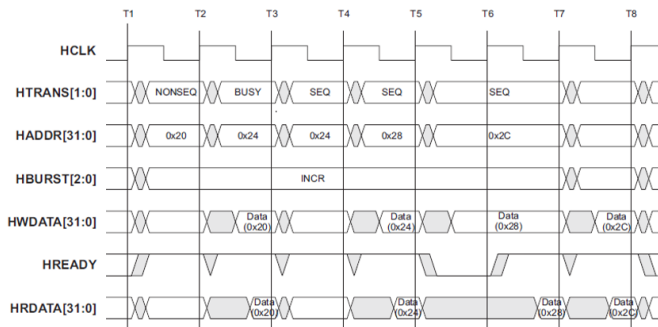 T1 T2 T3 T4 T5 T6 T7 T8
HCLK
HTRANS[1:0] NONSEQ BUSY SEQ SEQ SEQ
HADDR[31:0] 0x20 0x24 0x24 0x28 0x2C
HBURST[2:0] INCR
HWDATA[31:0] Data (0x20) Data (0x24) Data (0x28) Data (0x2C)
HREADY
HRDATA[31:0] Data (0x20) Data (0x24) Data (0x28) Data (0x2C)